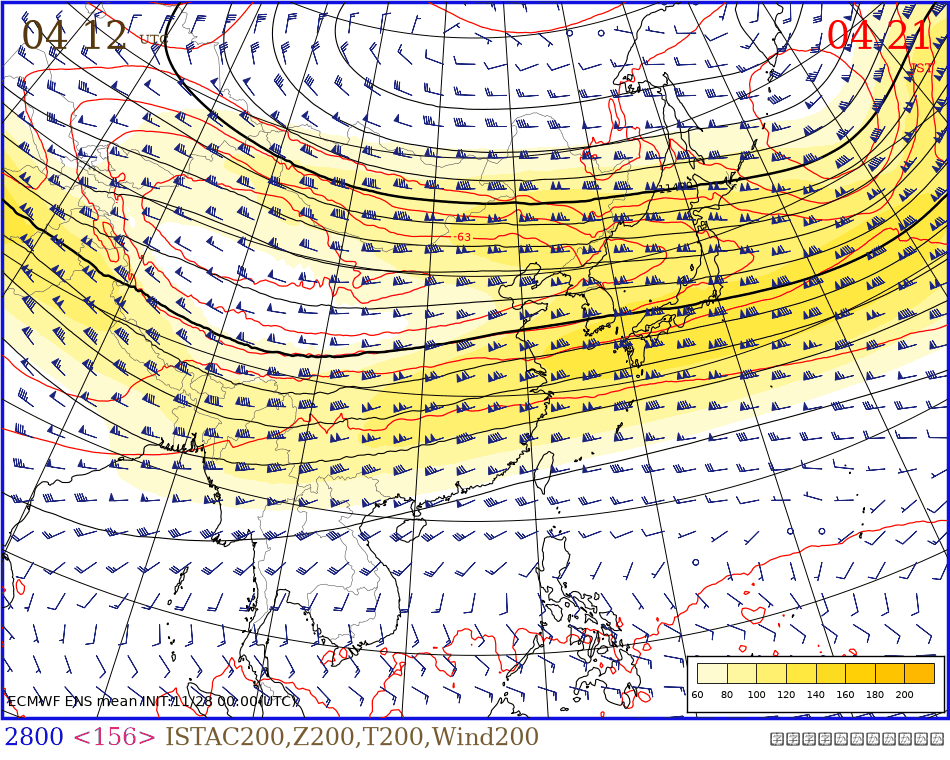 04 12 UTC 04 21 JST
-63
60 80 100 120 140 160 180 200
ECMWF ENS mean INIT:11/28 00:00(UTC)
2800 <156> ISTAC200,Z200,T200,Wind200